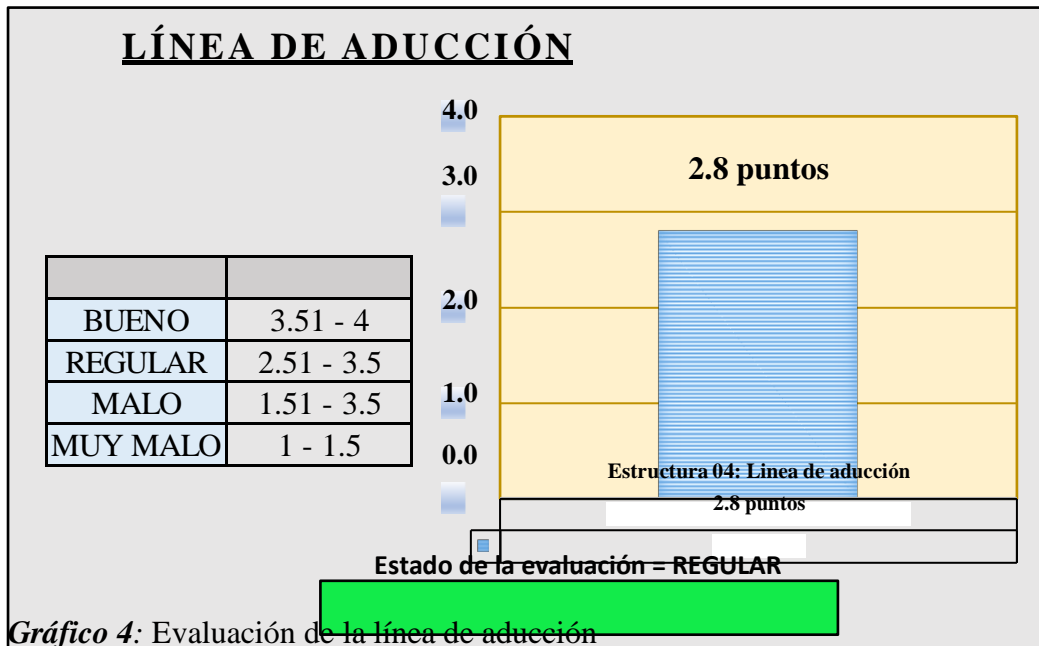 LÍNEA DE ADUCCIÓN
4.0
2.8 puntos
3.0
2.0
BUENO 3.51 - 4
REGULAR 2.51 - 3.5
MALO 1.51 - 3.5
MUY MALO 1 - 1.5
1.0
0.0
Estructura 04: Linea de aducción
2.8 puntos
Estado de la evaluación = REGULAR
Gráfico 4: Evaluación de la línea de aducción